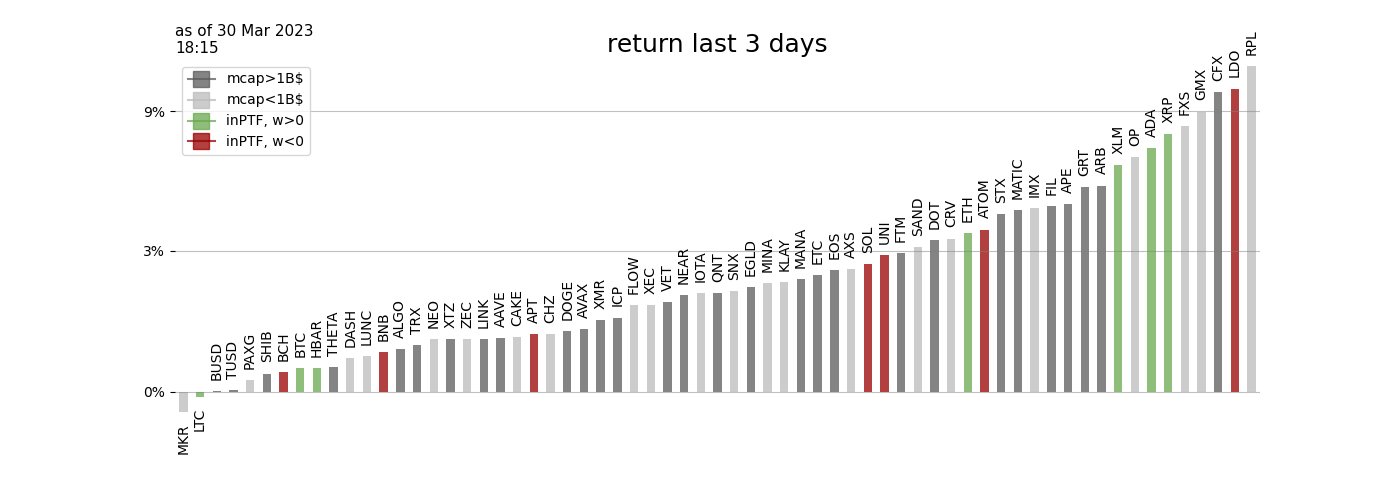 as of 30 Mar 2023
18:15
return last 3 days
mcap>1B$
mcap<1B$
inPTF, w>0
inPTF, w<0
9%
3%
0%
MKR
LTC
BUSD
TUSD
PAXG
SHIB
BCH
BTC
HBAR
THETA
DASH
LUNC
BNB
ALGO
TRX
NEO
XTZ
ZEC
LINK
AAVE
CAKE
APT
CHZ
DOGE
AVAX
XMR
ICP
FLOW
XEC
VET
NEAR
IOTA
QNT
SNX
EGLD
MINA
KLAY
MANA
ETC
EOS
AXS
SOL
UNI
FTM
SAND
DOT
CRV
ETH
ATOM
STX
MATIC
IMX
FIL
APE
GRT
ARB
XLM
OP
ADA
XRP
FXS
GMX
CFX
LDO
RPL